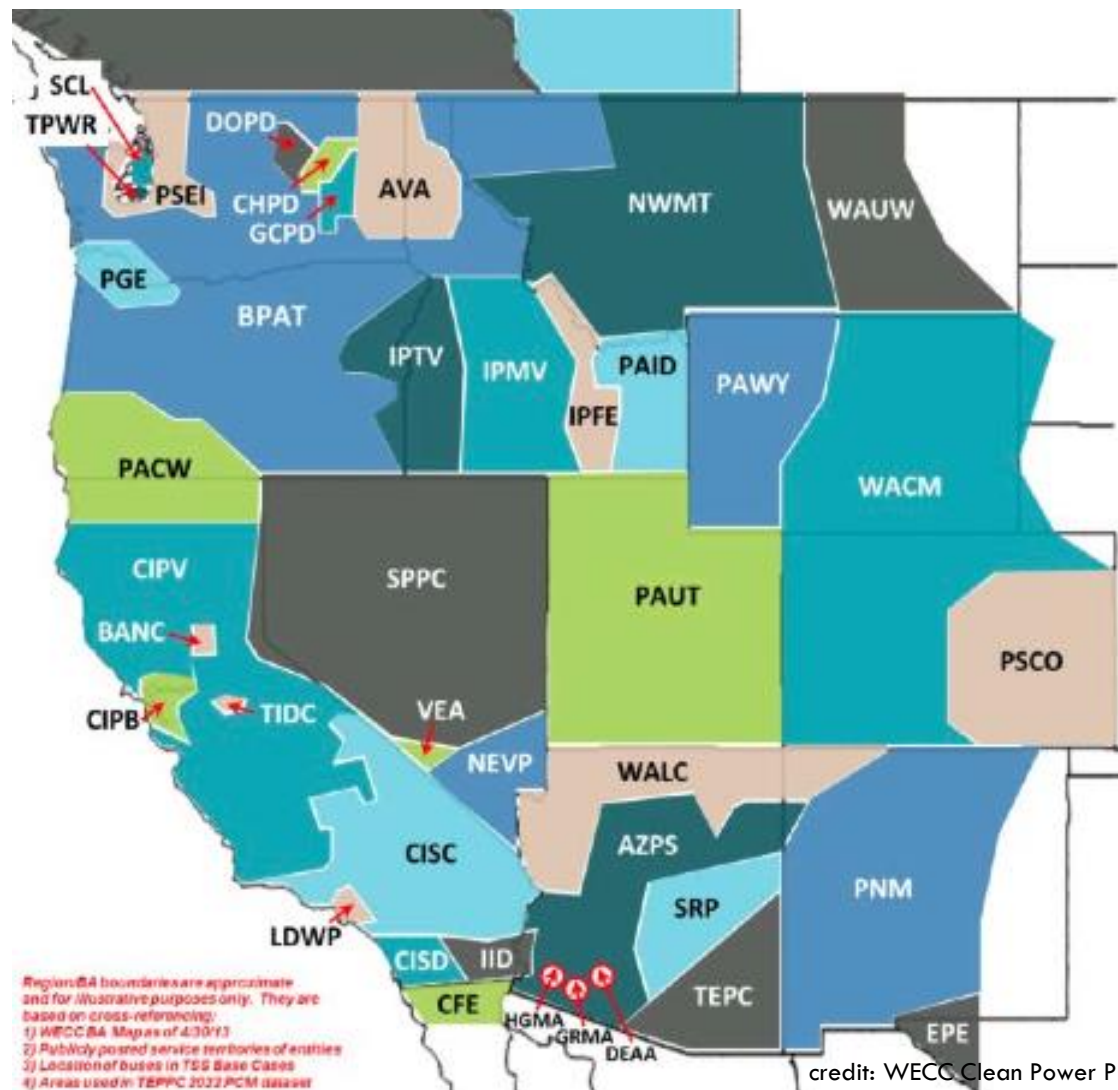 SCL
TPWR
DOPD
PSEI
CHPD
GCPD
AVA
NWMT
WAUW
PGE
BPAT
IPTV
IPMV
IPFE
PAID
PAWY
PACW
WACM
CIPV
SPPC
PAUT
BANC
PSCO
CIPB
TIDC
VEA
NEVP
WALC
CISC
AZPS
SRP
PNM
LDWP
CISD
IID
TEPC
CFE
HGMA
GRMA
DEAA
EPE
Region/BA boundaries are approximate
and for illustrative purposes only. They are
based on cross-referencing:
1) WECC BA Map as of 4/30/13
2) Publicly posted service territories of entities
3) Location of buses in TSS Base Cases
4) Areas used in TEPPC 2022 PCM dataset
credit: WECC Clean Power P